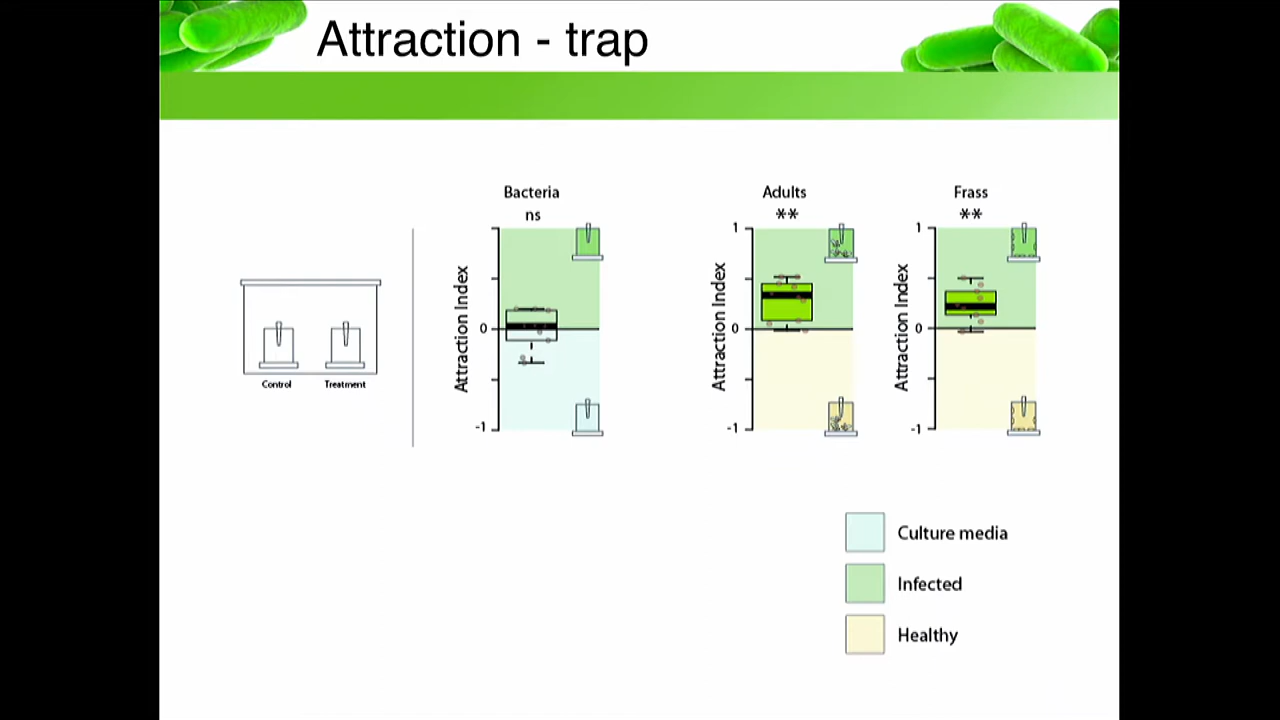 Attraction - trap
Control
Treatment
Bacteria
ns
Attraction Index
0
-1
Adults
**
Attraction Index
1
0
-1
Frass
**
Attraction Index
1
0
-1
Culture media
Infected
Healthy